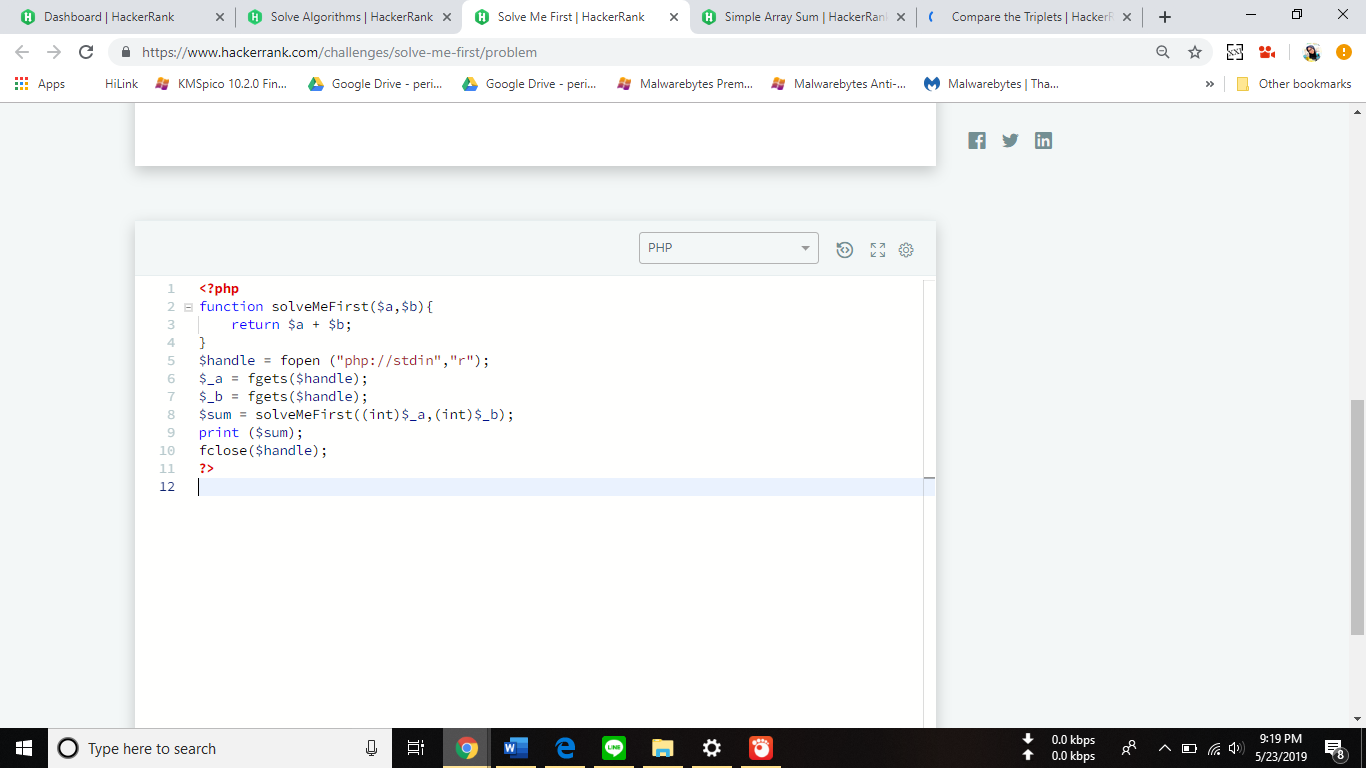 Dashboard | HackerRank
Solve Algorithms | HackerRank
Solve Me First | HackerRank
Simple Array Sum | HackerRan
Compare the Triplets | HackerR
https://www.hackerrank.com/challenges/solve-me-first/problem
Apps HiLink KMSpico 10.2.0 Fin... Google Drive - peri... Google Drive - peri... Malwarebytes Prem... Malwarebytes Anti-... Malwarebytes | Tha... » Other bookmarks
PHP
1 <?php
2 function solveMeFirst($a,$b){
3 return $a + $b;
4 }
5 $handle = fopen ("php://stdin","r");
6 $_a = fgets($handle);
7 $_b = fgets($handle);
8 $sum = solveMeFirst((int)$_a,(int)$_b);
9 print ($sum);
10 fclose($handle);
11 ?>
12
Type here to search
LINE
0.0 kbps
0.0 kbps
9:19 PM
5/23/2019
8